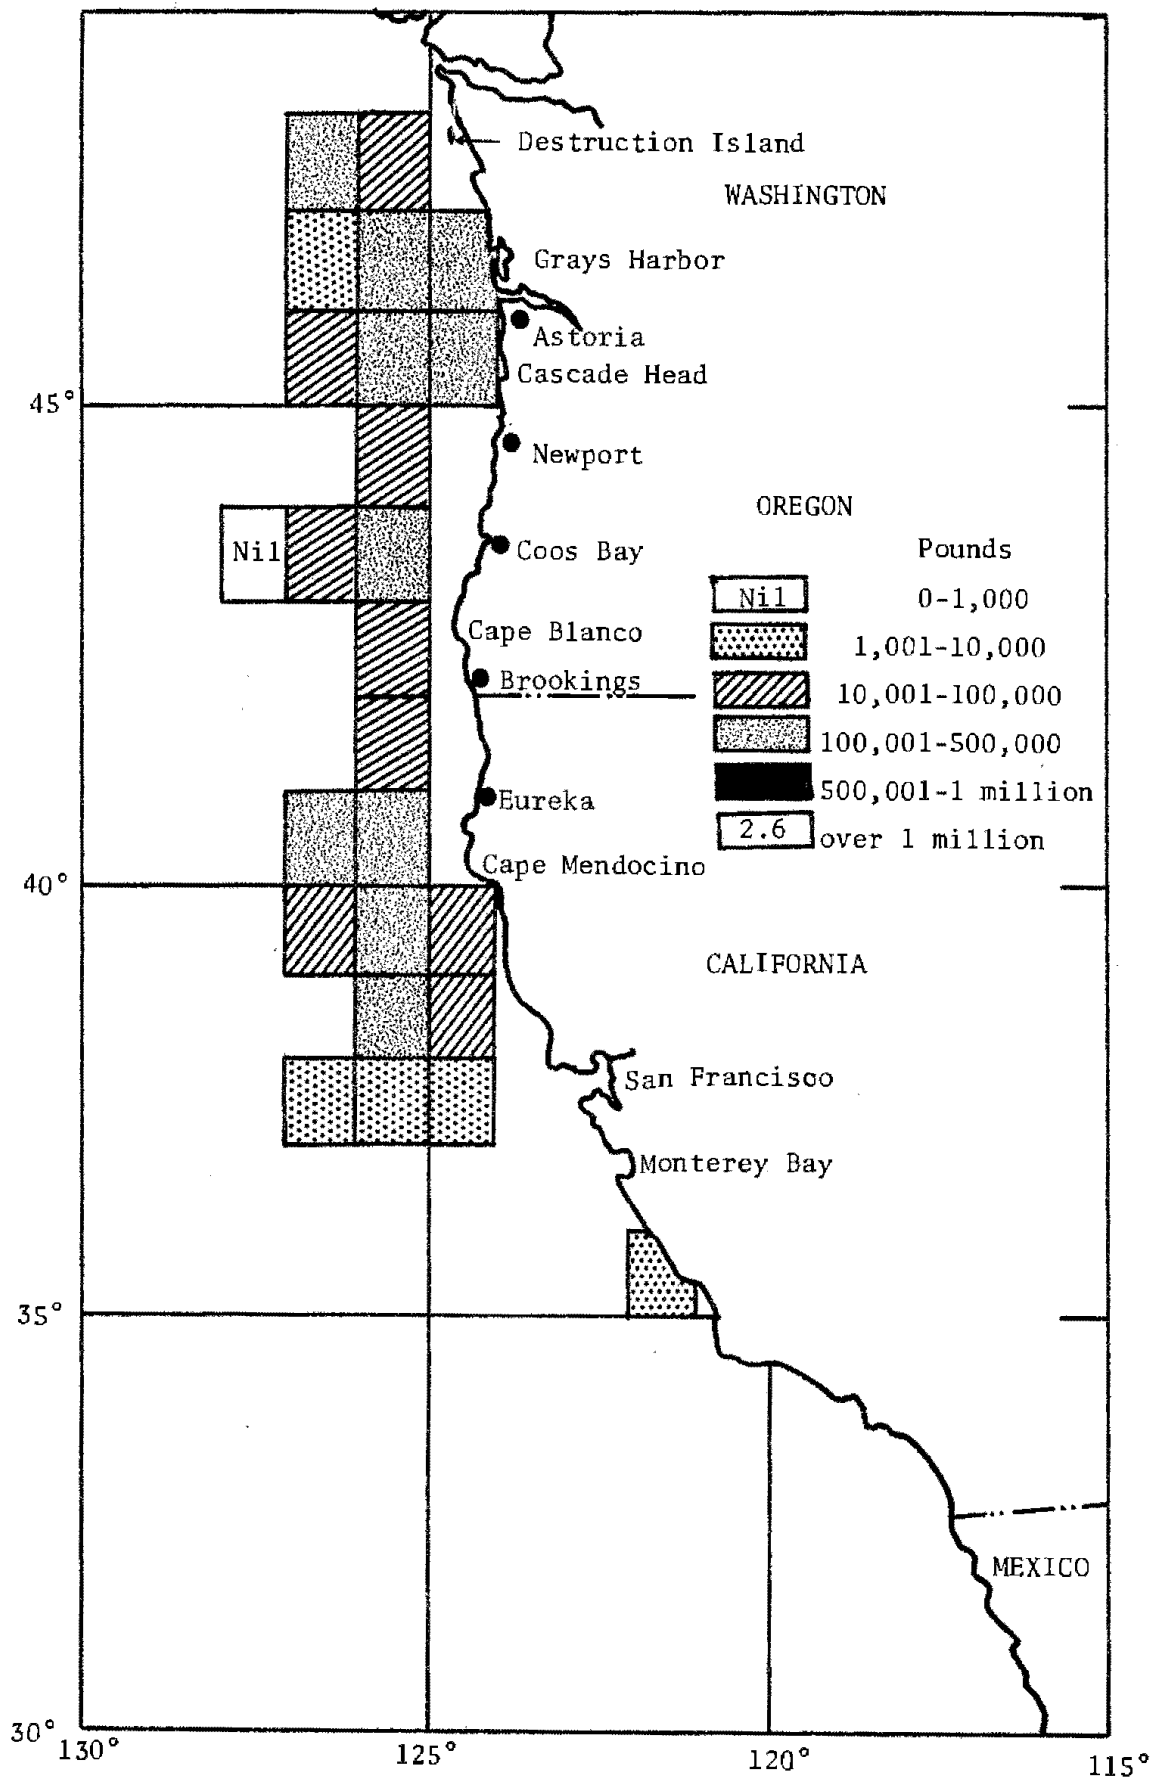 Destruction Island
WASHINGTON
Grays Harbor
Astoria
Cascade Head
45°
Newport
OREGON
Nil
Coos Bay
Pounds
Nil 0-1,000
Cape Blanco
1,001-10,000
Brookings
10,001-100,000
100,001-500,000
Eureka
500,001-1 million
2.6 over 1 million
Cape Mendocino
40°
CALIFORNIA
San Francisco
Monterey Bay
35°
MEXICO
30°
130° 125° 120° 115°